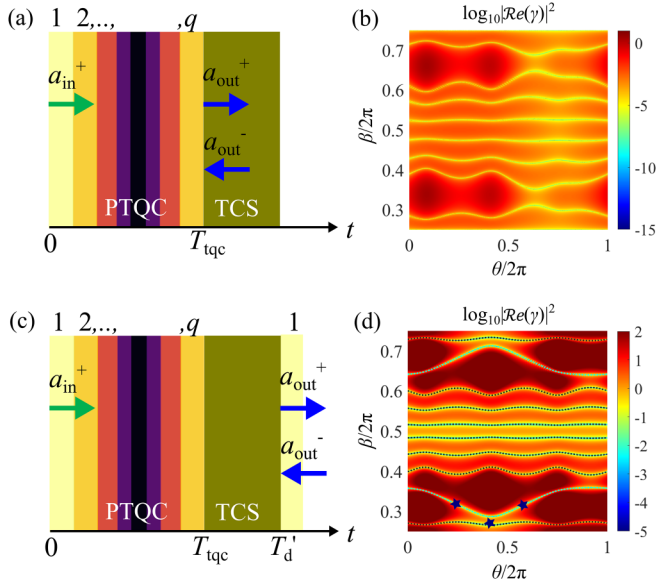 (a)
1 2,..,        ,q
a_in^+
a_out^+
a_out^-
PTQC
TCS
0
T_tqc
t
(b)
log₁₀|Re(γ)|²
β/2π
0.7
0.6
0.5
0.4
0.3
0
0.5
1
θ/2π
0
-5
-10
-15
(c)
1 2,..,        ,q        1
a_in^+
a_out^+
a_out^-
PTQC
TCS
0
T_tqc
T_d'
t
(d)
log₁₀|Re(γ)|²
β/2π
0.7
0.6
0.5
0.4
0.3
0
0.5
1
θ/2π
2
1
0
-1
-2
-3
-4
-5